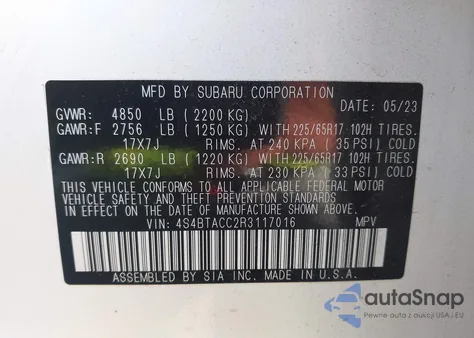 MFD BY SUBARU CORPORATION
DATE: 05/23
GVWR: 4850 LB (2200 KG)
GAWR:F 2756 LB (1250 KG) WITH 225/65R17 102H TIRES.
17X7J RIMS. AT 240 KPA (35 PSI) COLD
GAWR:R 2690 LB (1220 KG) WITH 225/65R17 102H TIRES.
17X7J RIMS. AT 230 KPA (33 PSI) COLD
THIS VEHICLE CONFORMS TO ALL APPLICABLE FEDERAL MOTOR
VEHICLE SAFETY AND THEFT PREVENTION STANDARDS
IN EFFECT ON THE DATE OF MANUFACTURE SHOWN ABOVE.
VIN: 4S4BTACC2R3117016 MPV
ASSEMBLED BY SIA INC. MADE IN U.S.A.
autoSnap
Pewne auto z USA i EU